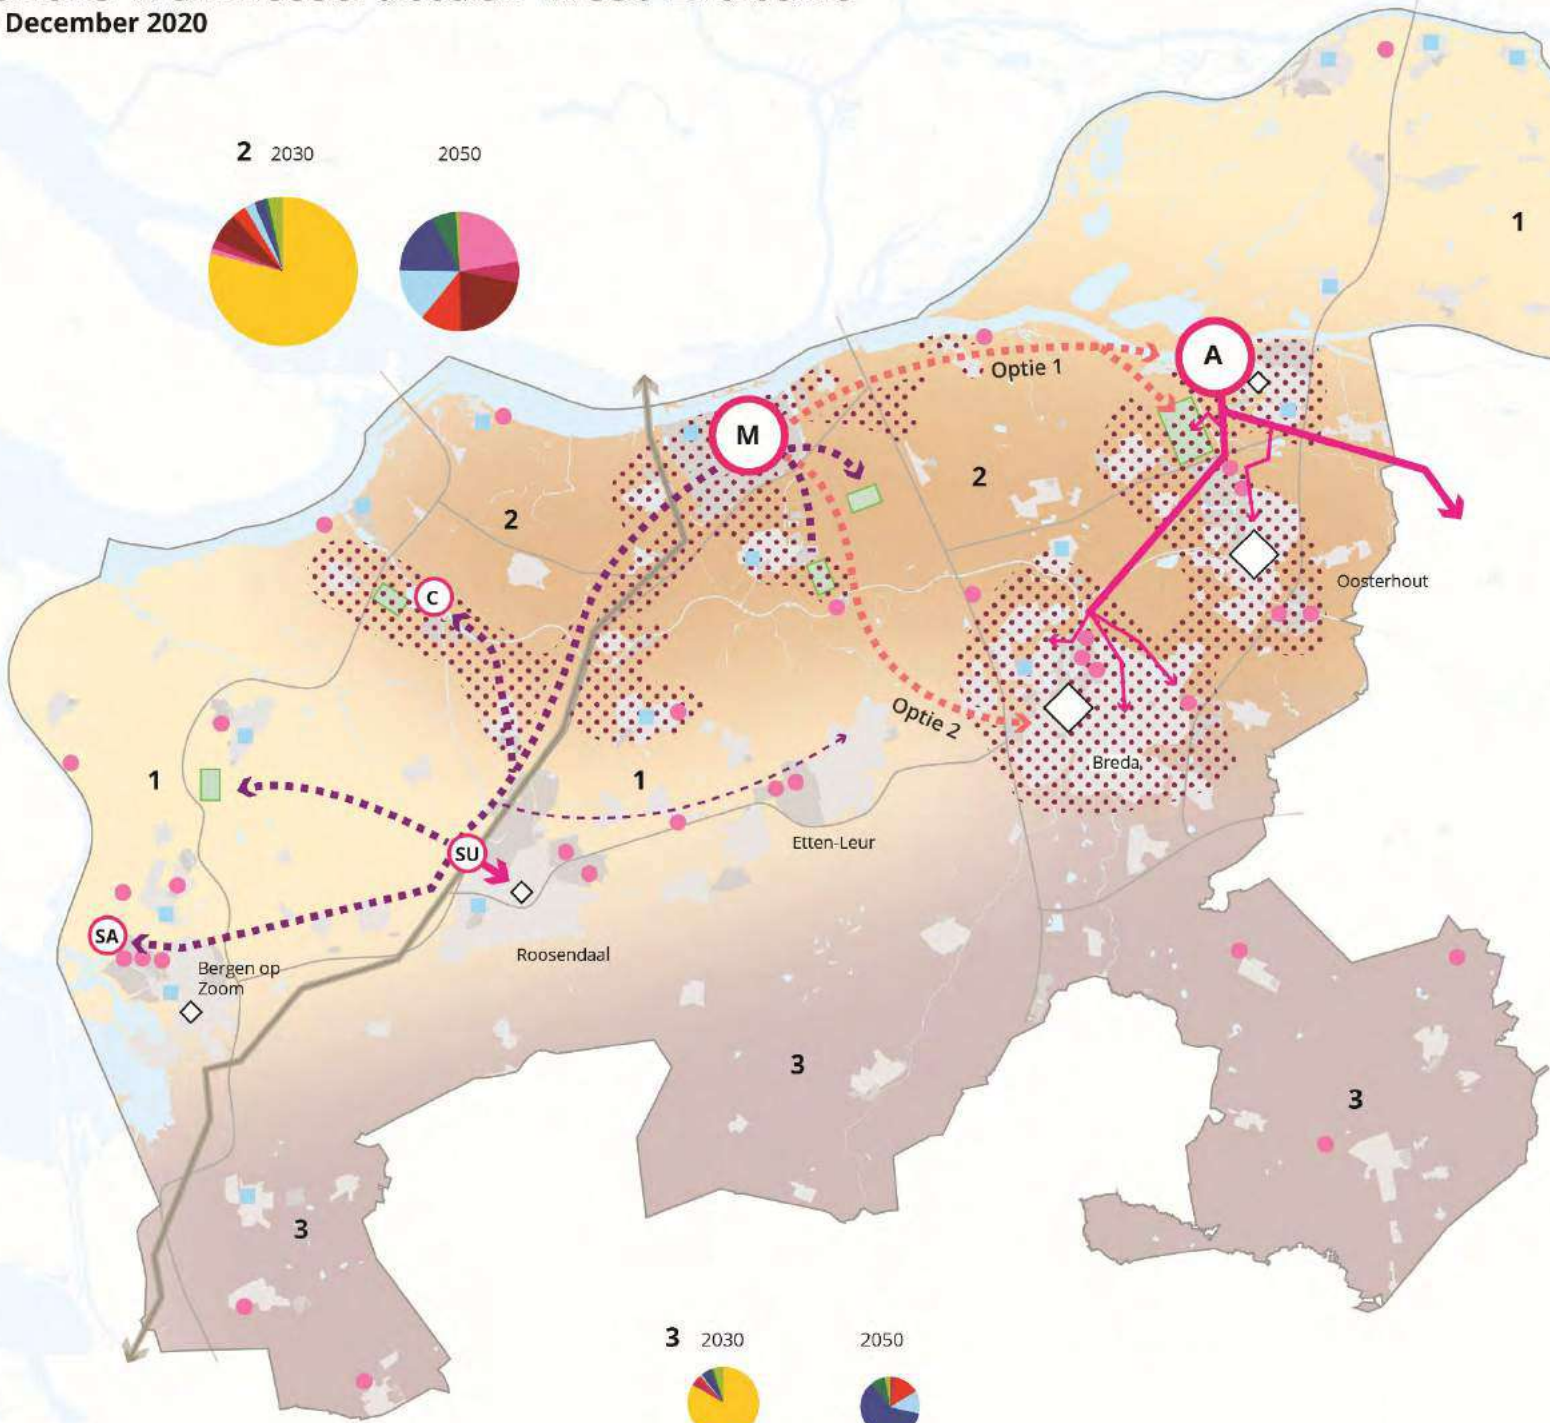 December 2020
2 2030 2050
1
A
Optie 1
M
2
2
C
Oosterhout
Optie 2
Breda
1
1
Etten-Leur
SU
SA
Roosendaal
Bergen op
Zoom
3
3
3
3 2030 2050